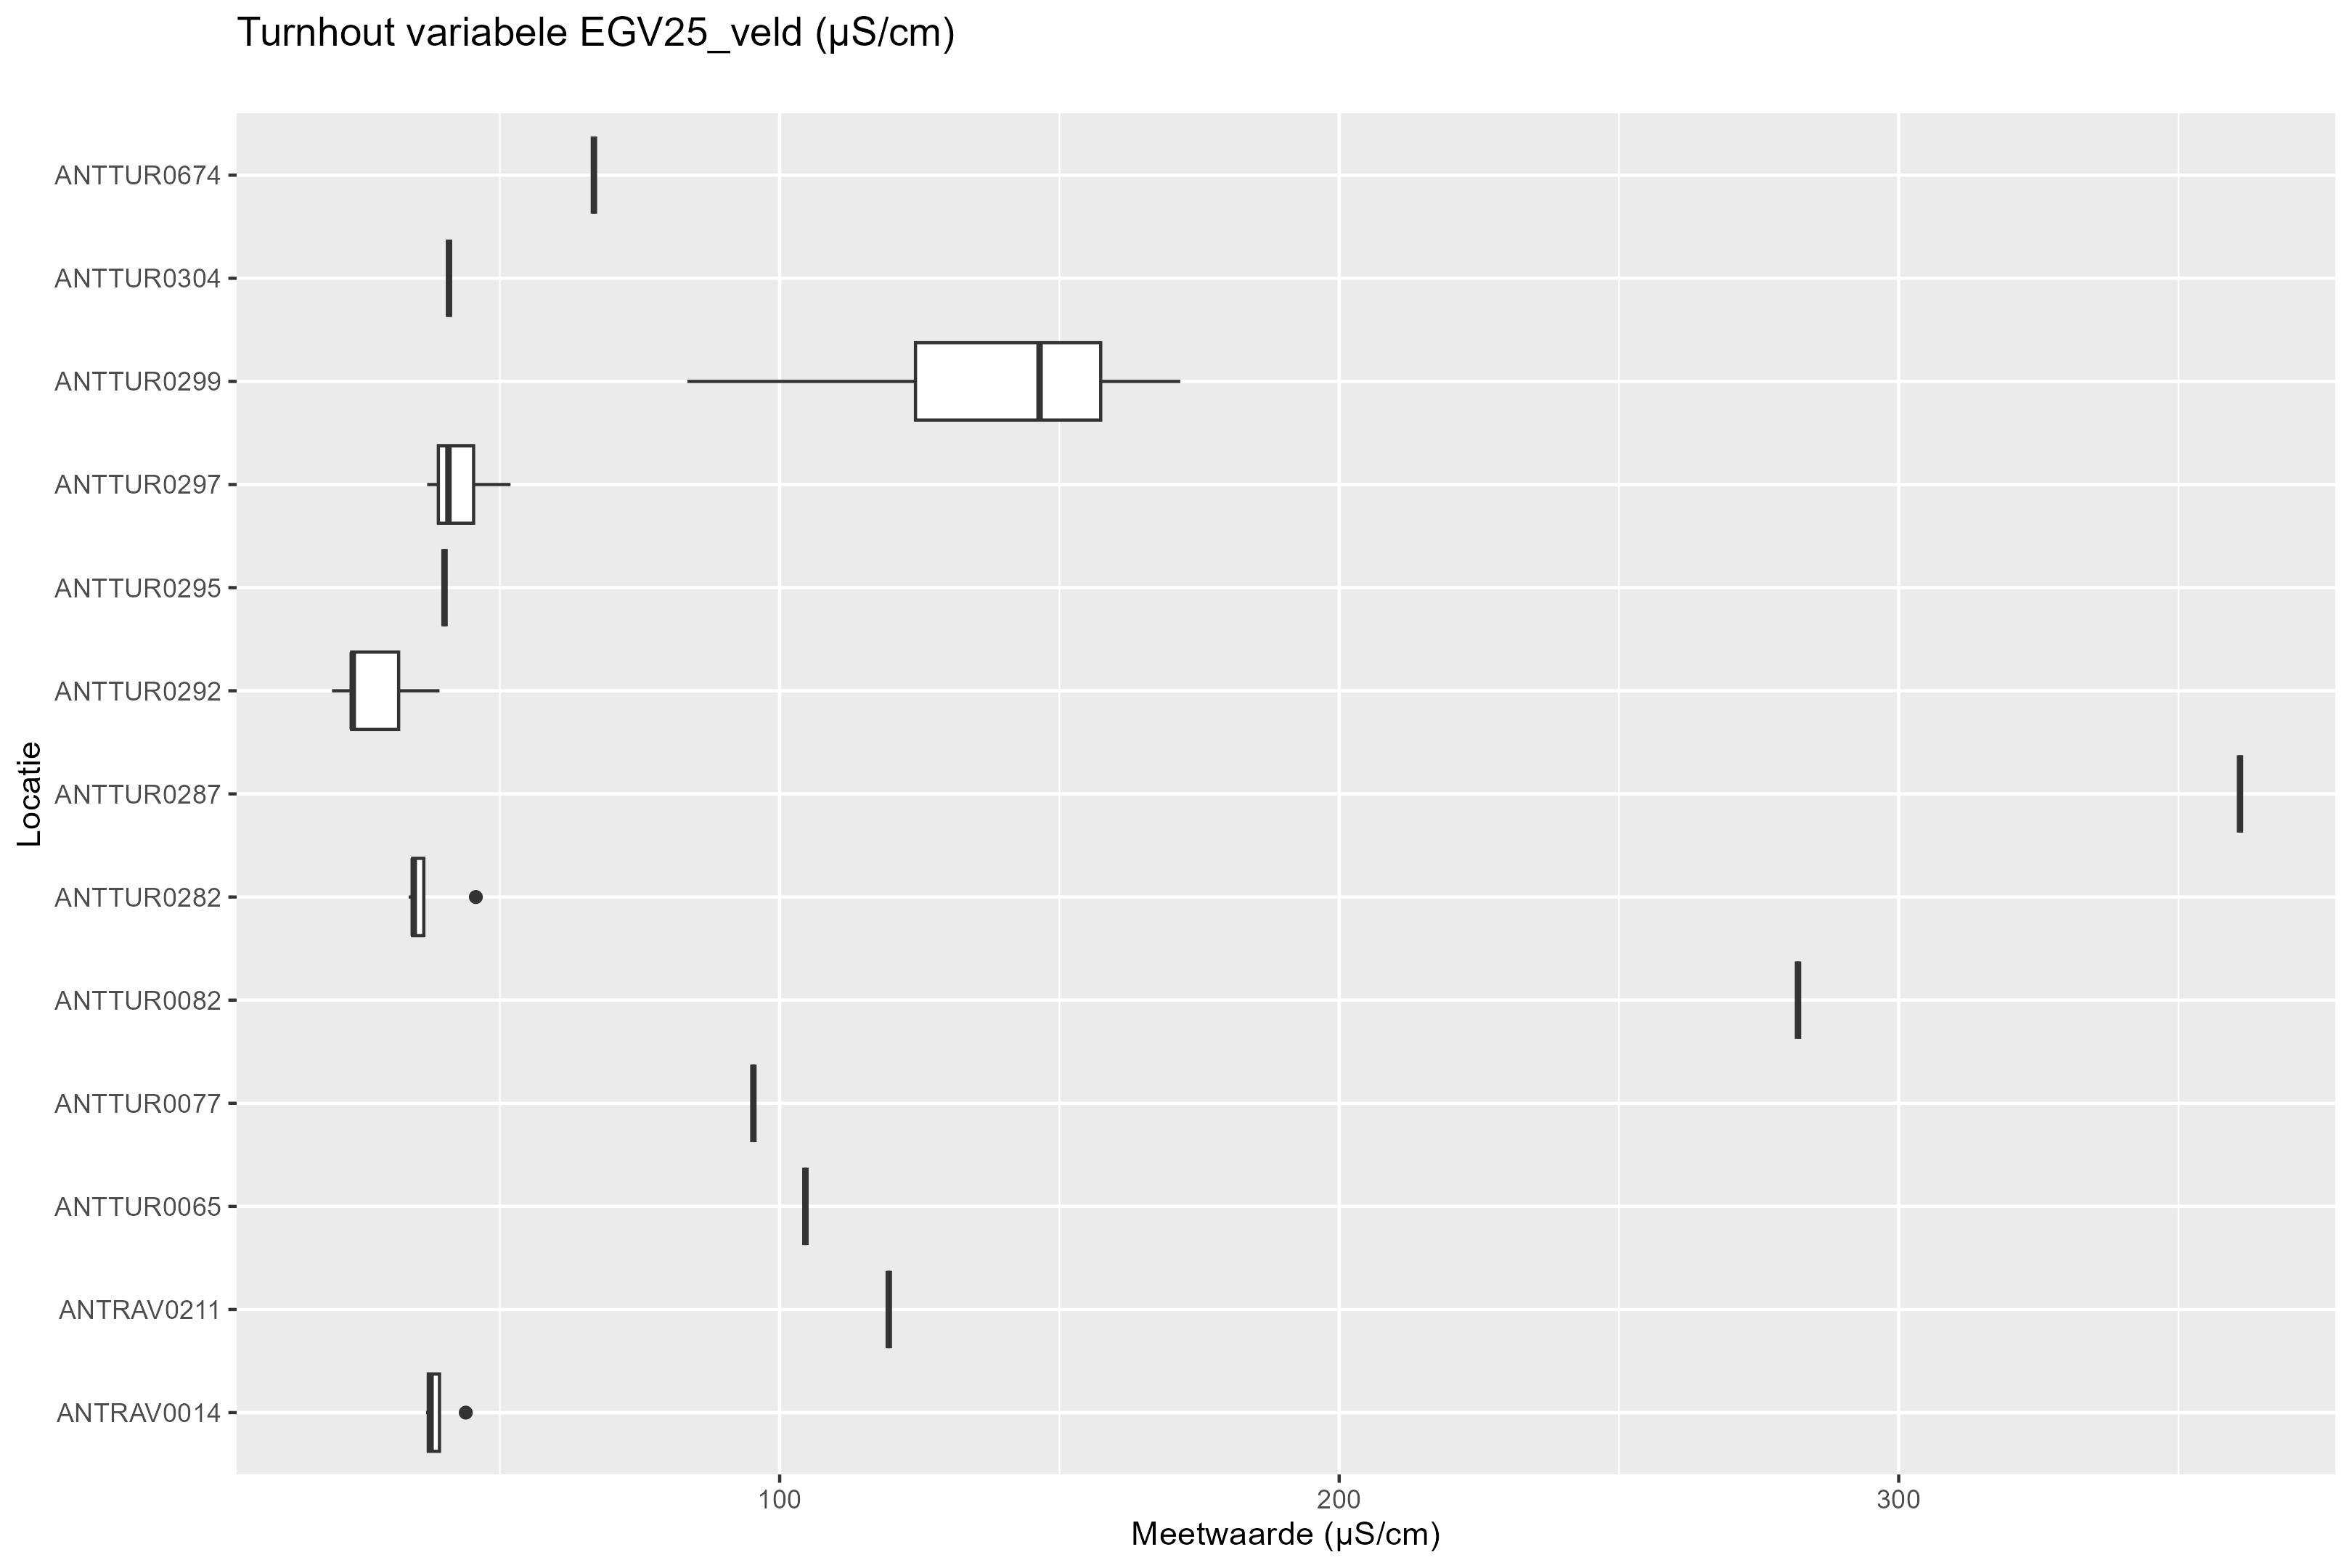 Turnhout variabele EGV25_veld (µS/cm)
ANTTUR0674
ANTTUR0304
ANTTUR0299
ANTTUR0297
ANTTUR0295
ANTTUR0292
ANTTUR0287
ANTTUR0282
ANTTUR0082
ANTTUR0077
ANTTUR0065
ANTRAV0211
ANTRAV0014
Locatie
100
200
300
Meetwaarde (µS/cm)